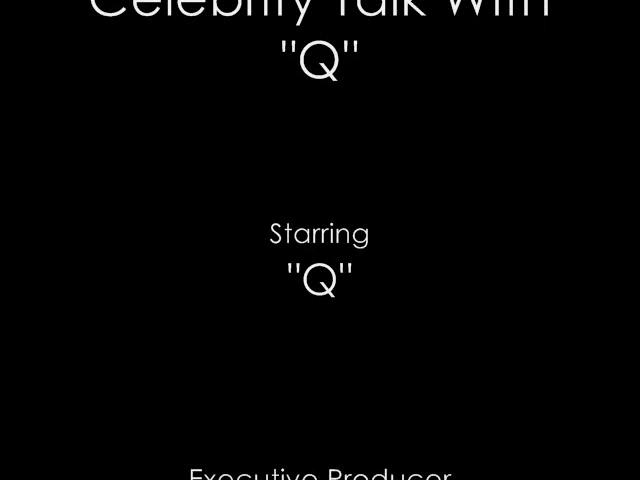 Celebrity Talk With
"Q"
Starring
"Q"
Executive Producer